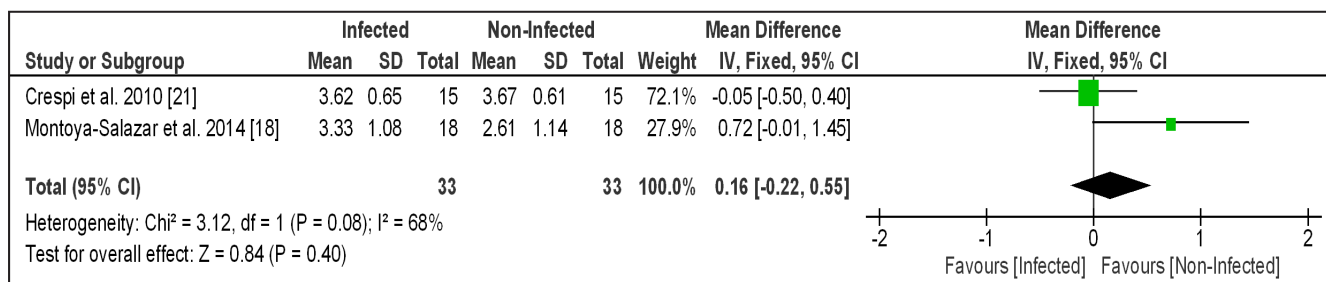 Infected Non-Infected Mean Difference Mean Difference
Study or Subgroup Mean SD Total Mean SD Total Weight IV, Fixed, 95% CI IV, Fixed, 95% CI
Crespi et al. 2010 [21] 3.62 0.65 15 3.67 0.61 15 72.1% -0.05 [-0.50, 0.40]
Montoya-Salazar et al. 2014 [18] 3.33 1.08 18 2.61 1.14 18 27.9% 0.72 [-0.01, 1.45]
Total (95% CI) 33 33 100.0% 0.16 [-0.22, 0.55]
Heterogeneity: Chi² = 3.12, df = 1 (P = 0.08); I² = 68%
Test for overall effect: Z = 0.84 (P = 0.40)
-2 -1 0 1 2
Favours [Infected] Favours [Non-Infected]